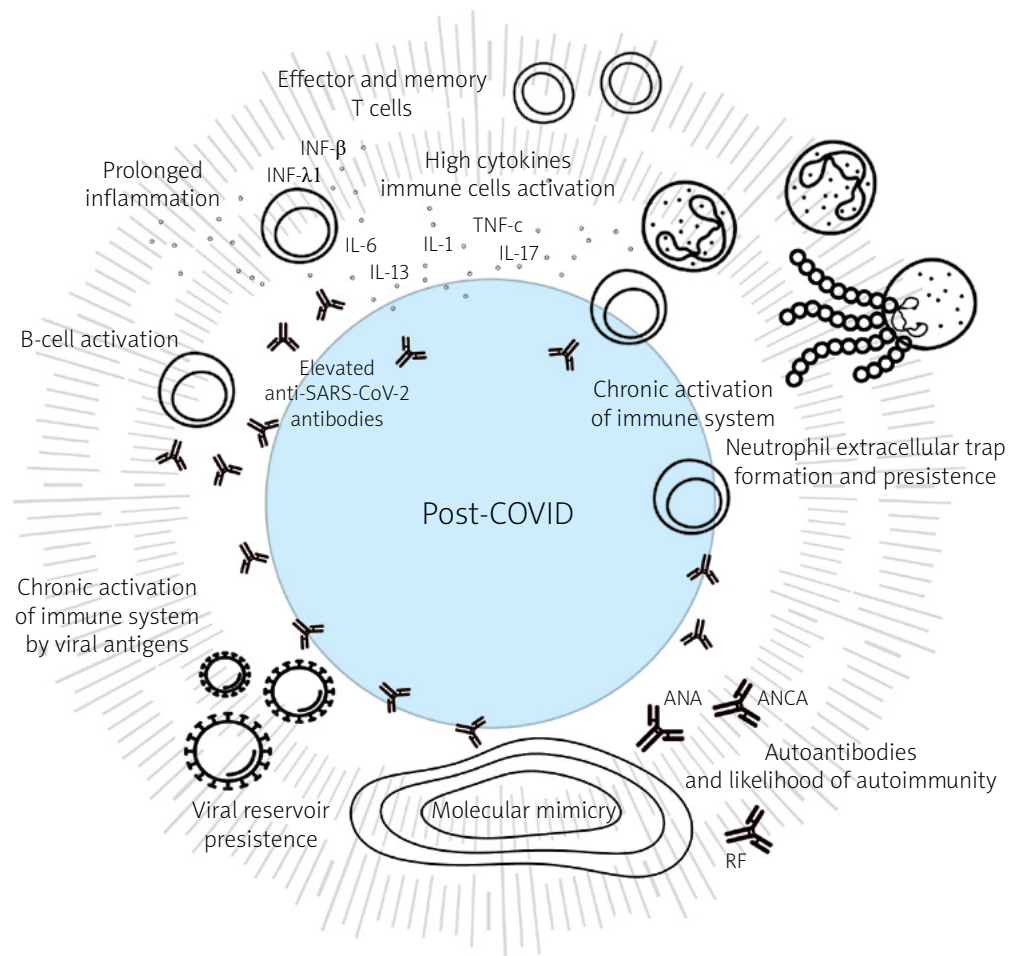 Effector and memory
T cells
INF-β
INF-λ1
Prolonged
inflammation
High cytokines
immune cells activation
TNF-c
IL-6
IL-1
IL-17
IL-13
B-cell activation
Elevated
anti-SARS-CoV-2
antibodies
Chronic activation
of immune system
Neutrophil extracellular trap
formation and presistence
Post-COVID
Chronic activation
of immune system
by viral antigens
ANA
ANCA
Autoantibodies
and likelihood of autoimmunity
Viral reservoir
presistence
Molecular mimicry
RF